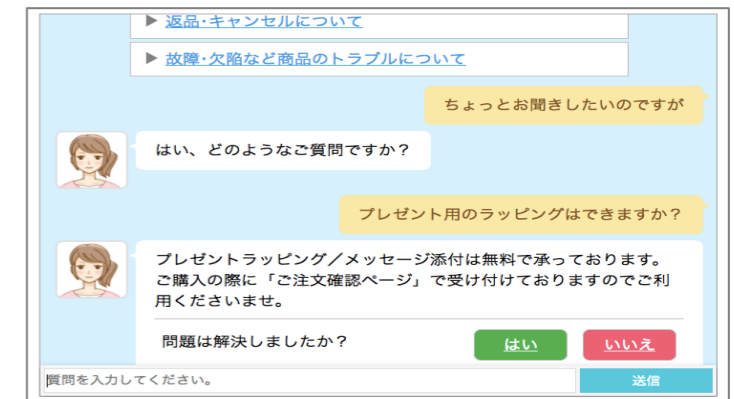 ▶ 返品・キャンセルについて
▶ 故障・欠陥など商品のトラブルについて
ちょっとお聞きしたいのですが
はい、どのようなご質問ですか？
プレゼント用のラッピングはできますか？
プレゼントラッピング／メッセージ添付は無料で承っております。
ご購入の際に「ご注文確認ページ」で受け付けておりますのでご利
用くださいませ。
問題は解決しましたか？ はい いいえ
質問を入力してください。 送信